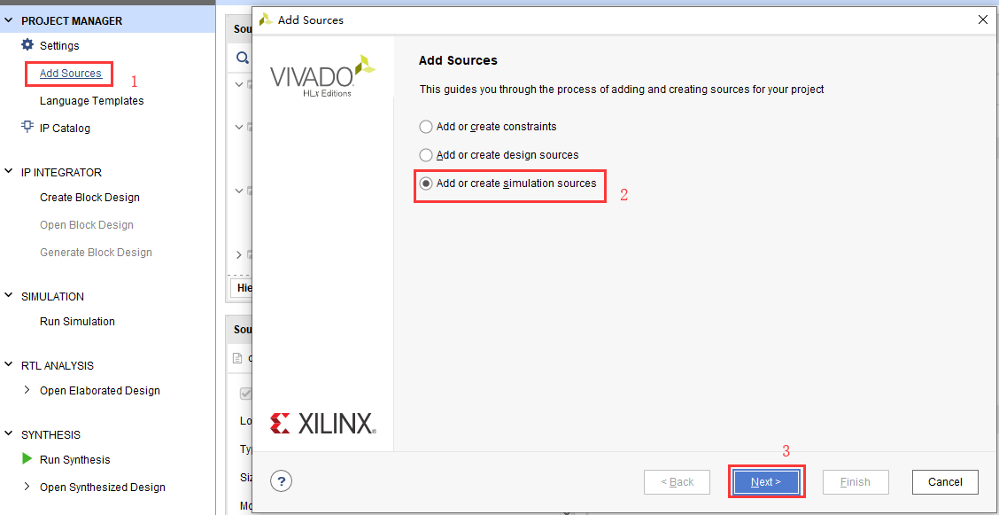 PROJECT MANAGER
Settings
Add Sources
1
Language Templates
IP Catalog
IP INTEGRATOR
Create Block Design
Open Block Design
Generate Block Design
SIMULATION
Run Simulation
RTL ANALYSIS
Open Elaborated Design
SYNTHESIS
Run Synthesis
Open Synthesized Design
Sou
Hie
Sou
Lo
Siz
Add Sources
VIVADO
HLx Editions
XILINX
Add Sources
This guides you through the process of adding and creating sources for your project
Add or create constraints
Add or create design sources
Add or create simulation sources
2
3
?
< Back
Next >
Finish
Cancel